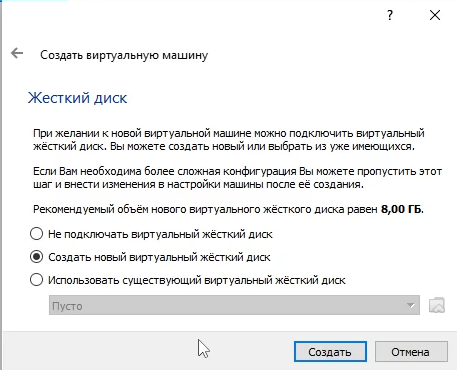 ?
Создать виртуальную машину
Жесткий диск
При желании к новой виртуальной машине можно подключить виртуальный
жёсткий диск. Вы можете создать новый или выбрать из уже имеющихся.
Если Вам необходима более сложная конфигурация Вы можете пропустить этот
шаг и внести изменения в настройки машины после её создания.
Рекомендуемый объём нового виртуального жёсткого диска равен 8,00 ГБ.
Не подключать виртуальный жёсткий диск
Создать новый виртуальный жёсткий диск
Использовать существующий виртуальный жёсткий диск
Пусто
Создать
Отмена